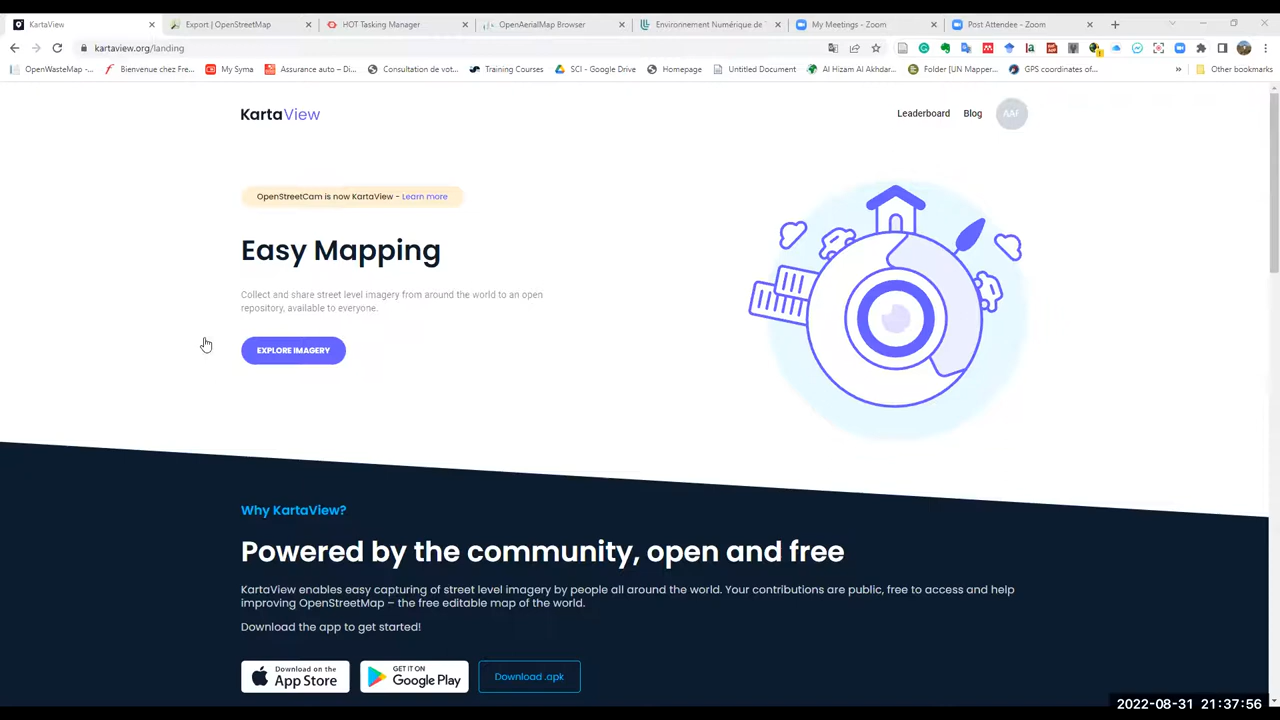 KartaView
Export | OpenStreetMap
HOT Tasking Manager
OpenAerialMap Browser
Environnement Numérique de
My Meetings - Zoom
Post Attendee - Zoom
kartaview.org/landing
OpenWasteMap -...
Bienvenue chez Fre...
My Syma
Assurance auto – Di...
Consultation de vot...
Training Courses
SCI - Google Drive
Homepage
Untitled Document
Al Hizam Al Akhdar...
Folder [UN Mapper...
GPS coordinates of...
»
Other bookmarks
KartaView
Leaderboard
Blog
AAF
OpenStreetCam is now KartaView - Learn more
Easy Mapping
Collect and share street level imagery from around the world to an open
repository, available to everyone.
EXPLORE IMAGERY
Why KartaView?
Powered by the community, open and free
KartaView enables easy capturing of street level imagery by people all around the world. Your contributions are public, free to access and help
improving OpenStreetMap – the free editable map of the world.
Download the app to get started!
Download on the
App Store
GET IT ON
Google Play
Download .apk
2022-08-31 21:37:56